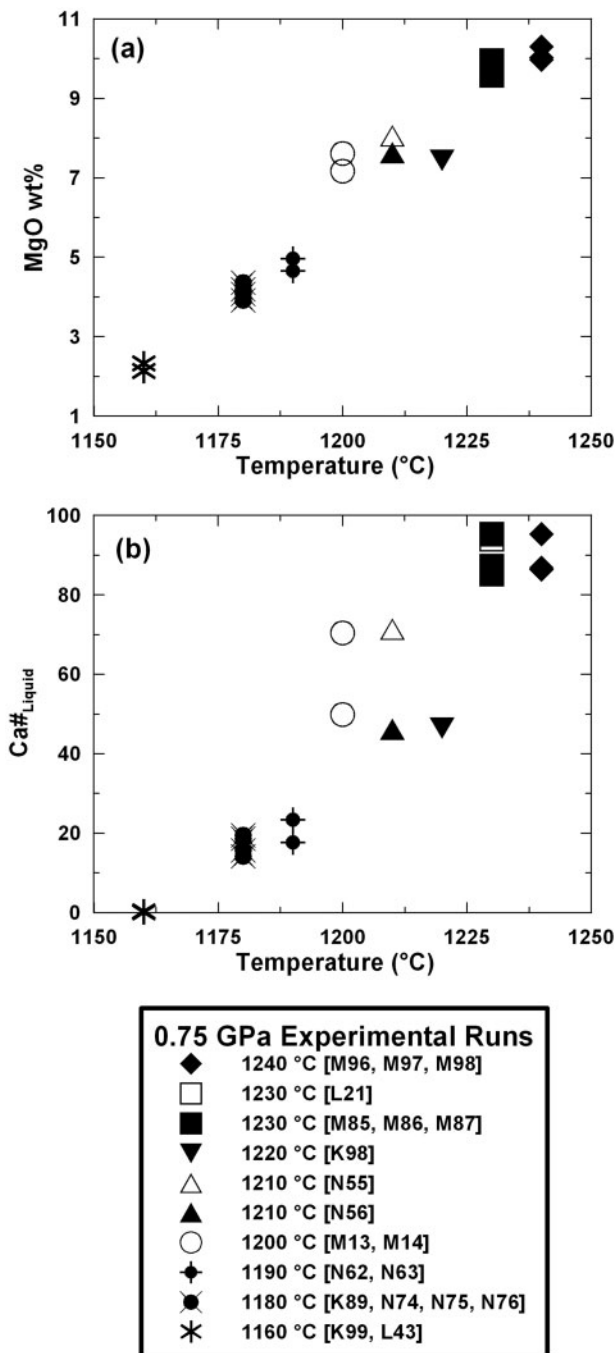 11
(a)
9
7
5
3
1
MgO wt%
1150 1175 1200 1225 1250
Temperature (°C)
100
(b)
80
60
40
20
0
Ca#Liquid
1150 1175 1200 1225 1250
Temperature (°C)
0.75 GPa Experimental Runs
1240 °C [M96, M97, M98]
1230 °C [L21]
1230 °C [M85, M86, M87]
1220 °C [K98]
1210 °C [N55]
1210 °C [N56]
1200 °C [M13, M14]
1190 °C [N62, N63]
1180 °C [K89, N74, N75, N76]
1160 °C [K99, L43]